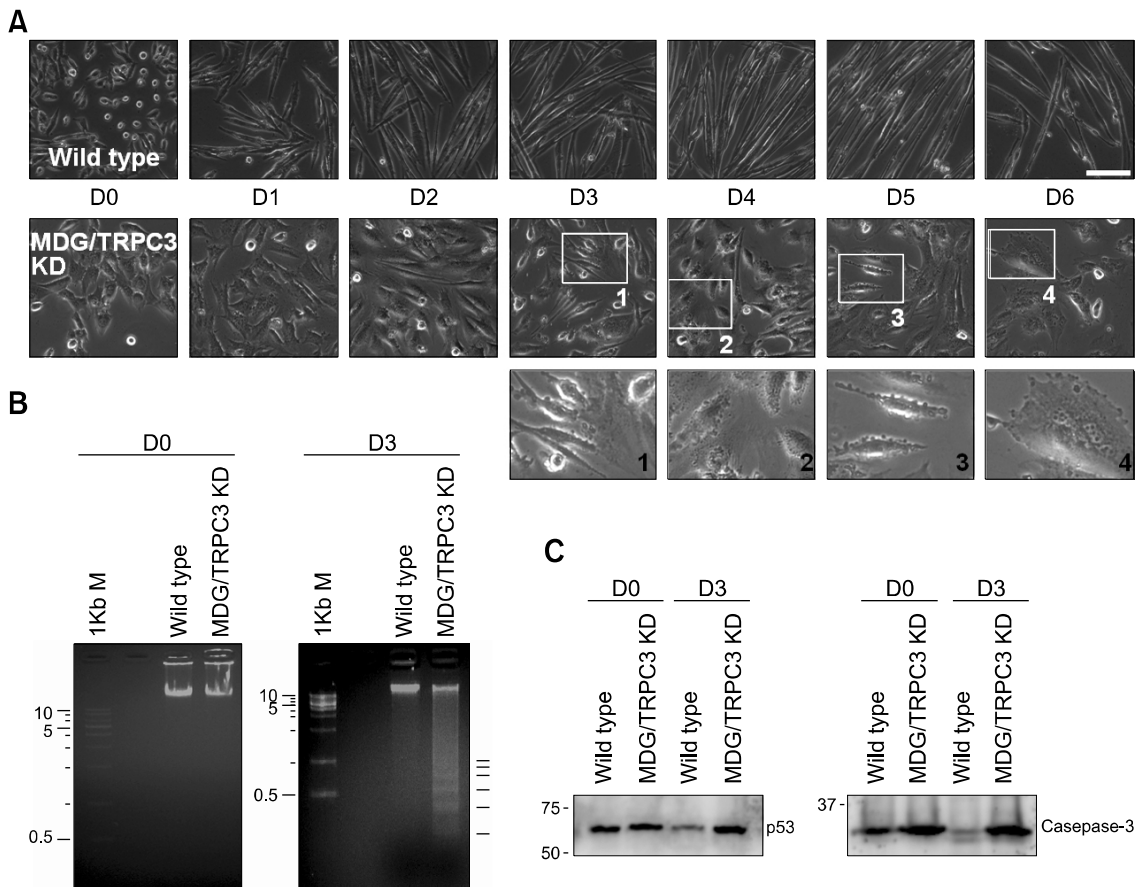 A
Wild type
D0 D1 D2 D3 D4 D5 D6
MDG/TRPC3
KD
1
2
3
4
1 2 3 4
B
D0 D3
1Kb M
Wild type
MDG/TRPC3 KD
1Kb M
Wild type
MDG/TRPC3 KD
10
5
0.5
10
5
0.5
C
D0 D3 D0 D3
Wild type
MDG/TRPC3 KD
Wild type
MDG/TRPC3 KD
Wild type
MDG/TRPC3 KD
Wild type
MDG/TRPC3 KD
75
50
p53
37
Casepase-3